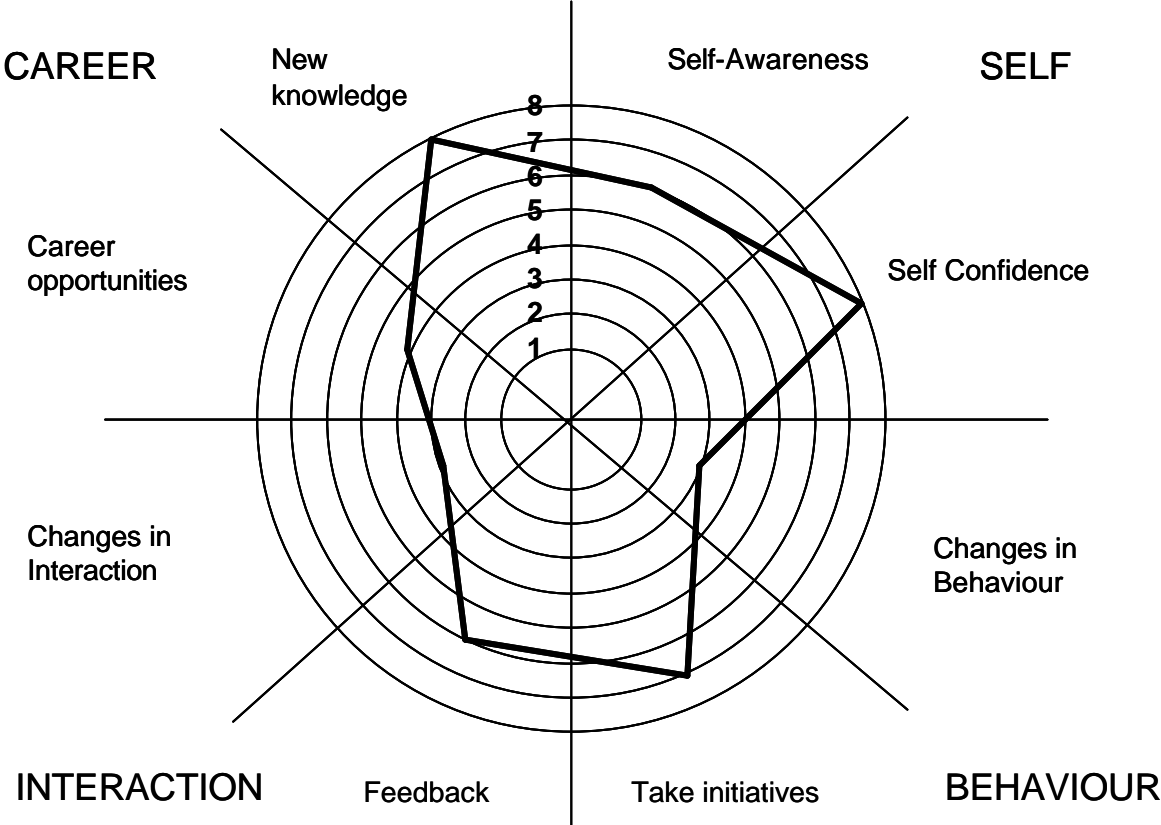 CAREER
New
knowledge
Self-Awareness
SELF
8
7
6
5
4
3
2
1
Career
opportunities
Self Confidence
Changes in
Interaction
Changes in
Behaviour
INTERACTION
Feedback
Take initiatives
BEHAVIOUR